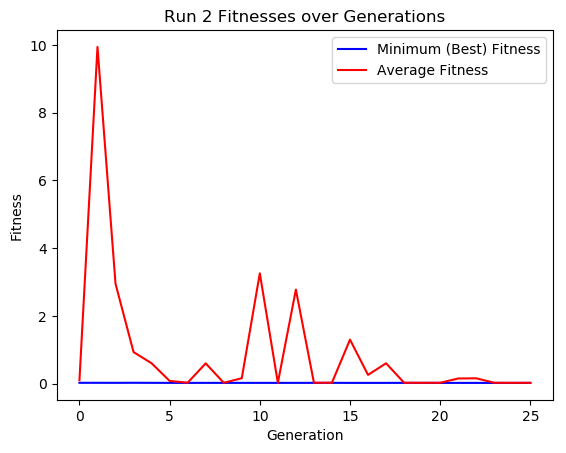 Run 2 Fitnesses over Generations
Minimum (Best) Fitness
Average Fitness
Fitness
10
8
6
4
2
0
0 5 10 15 20 25
Generation